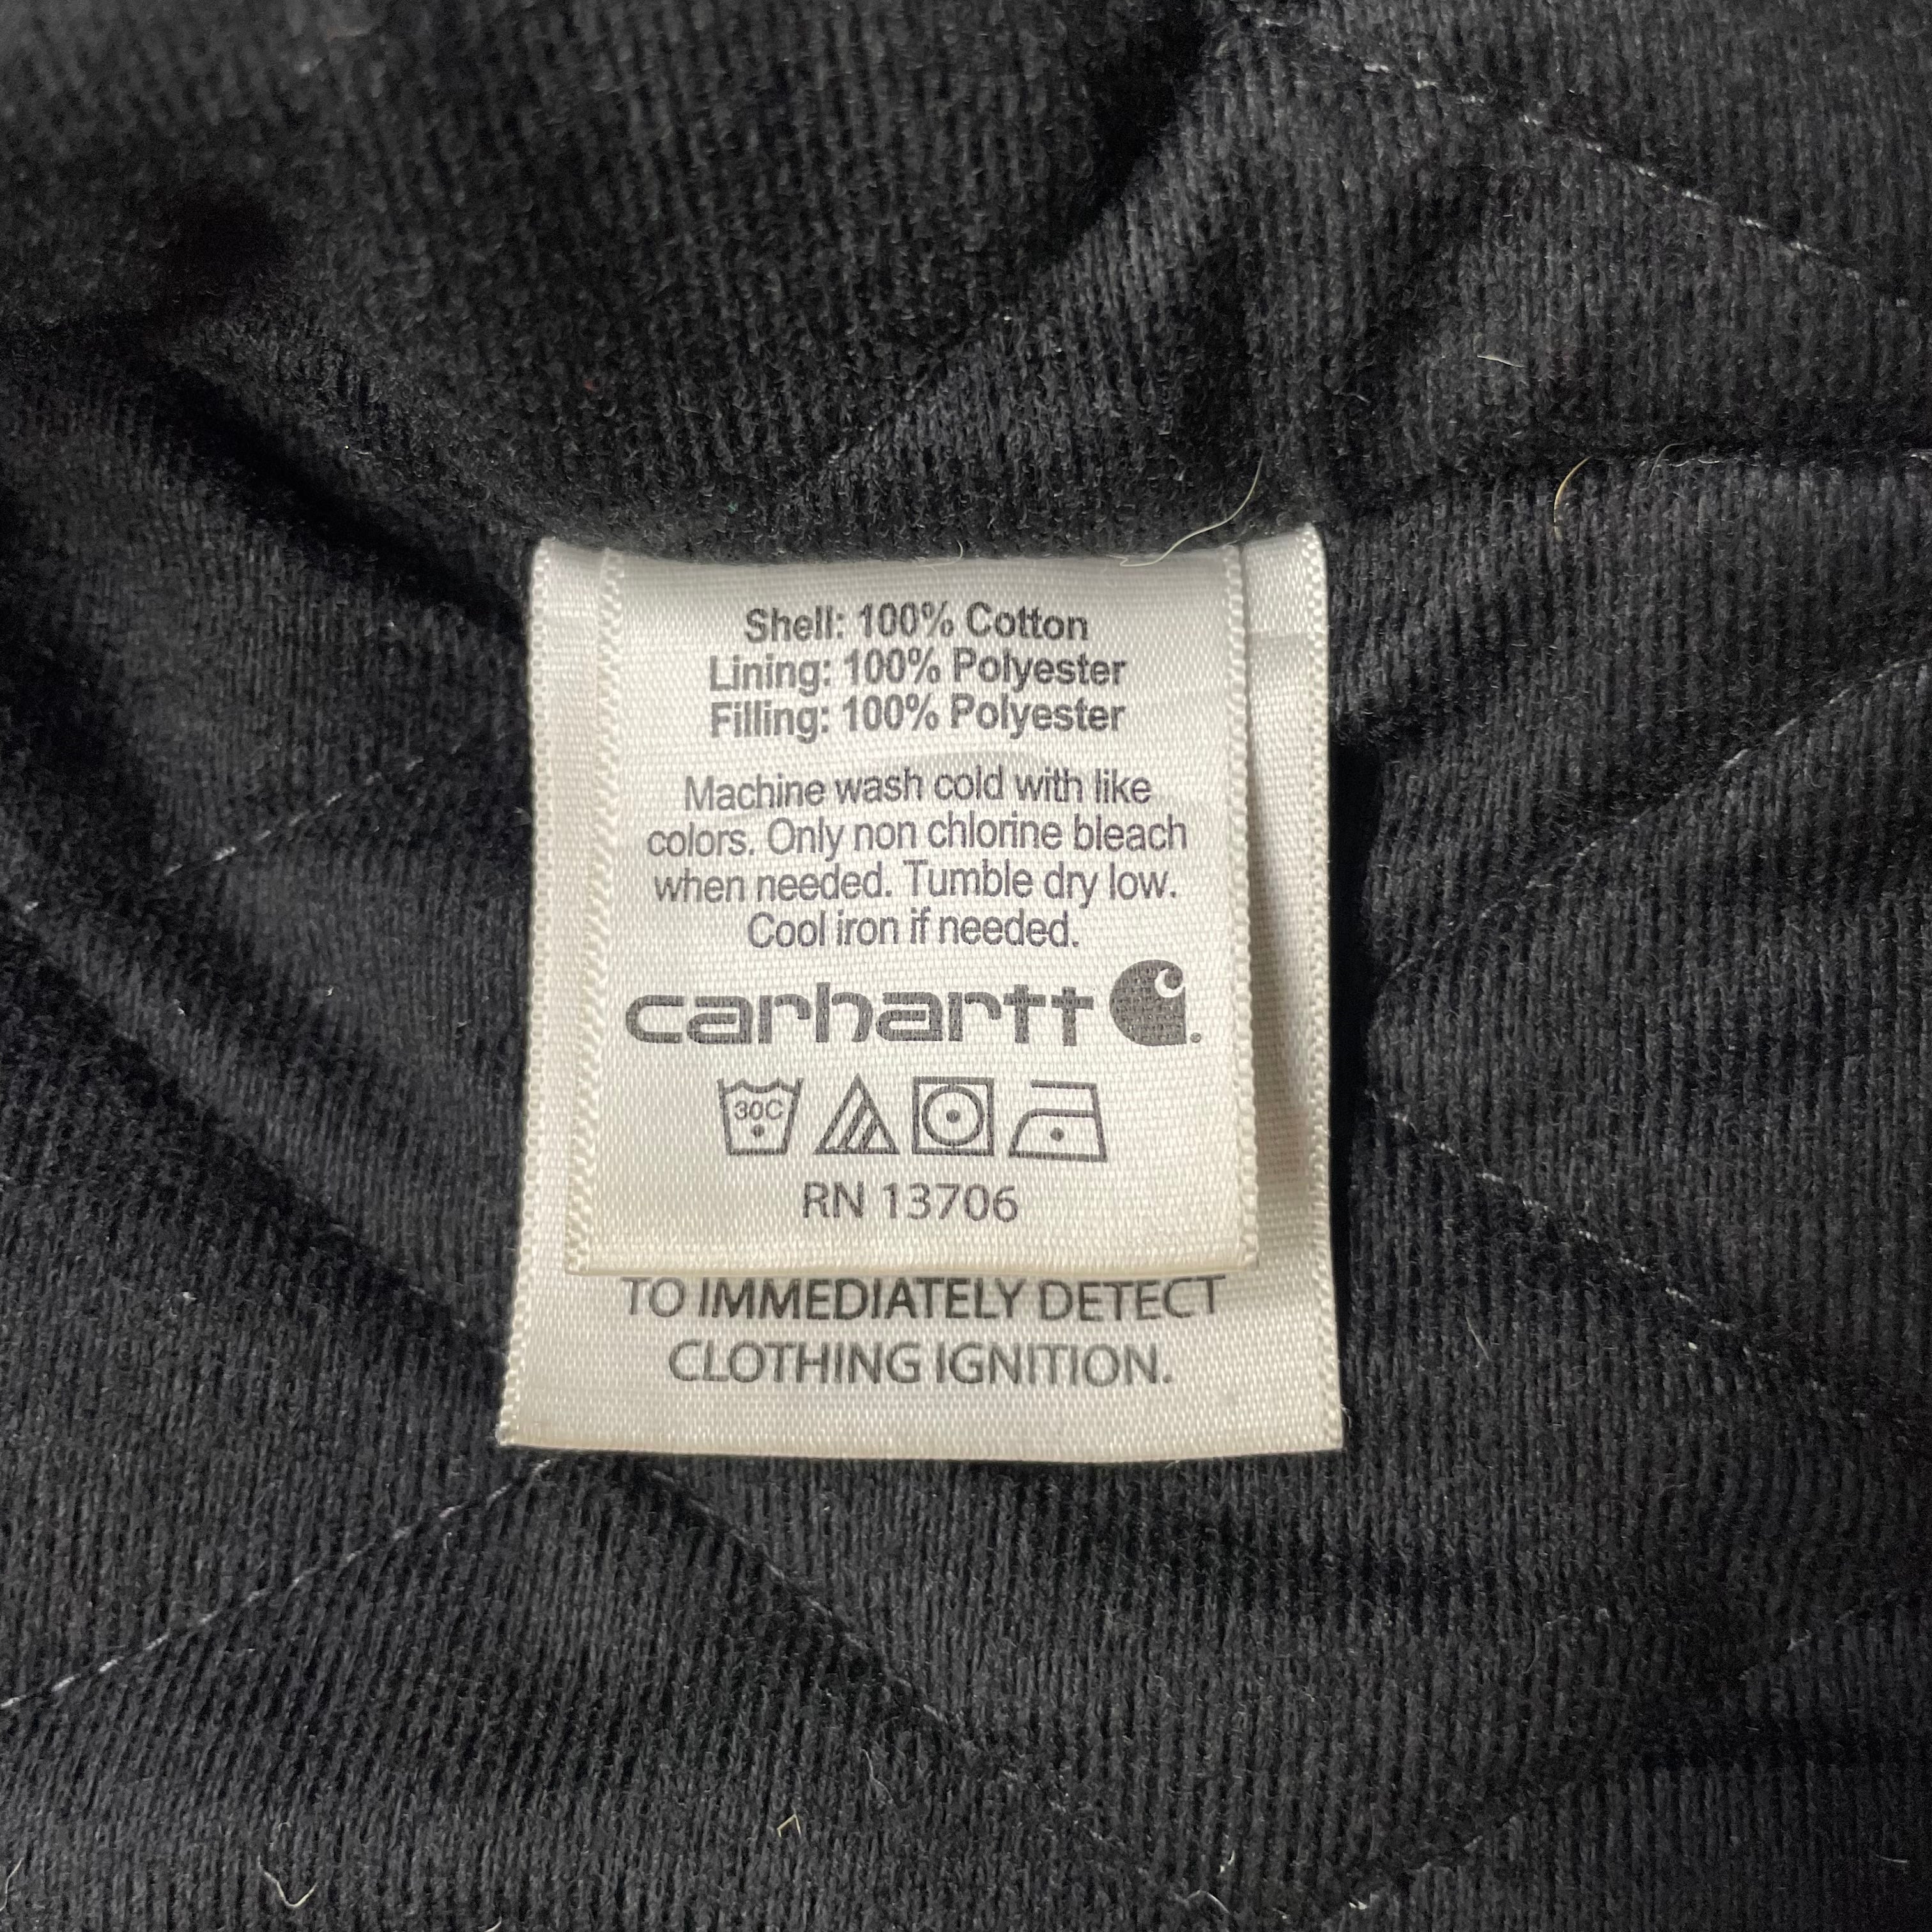 Shell: 100% Cotton
Lining: 100% Polyester
Filling: 100% Polyester
Machine wash cold with like
colors. Only non chlorine bleach
when needed. Tumble dry low.
Cool iron if needed.
carhartt
30C
RN 13706
TO IMMEDIATELY DETECT
CLOTHING IGNITION.